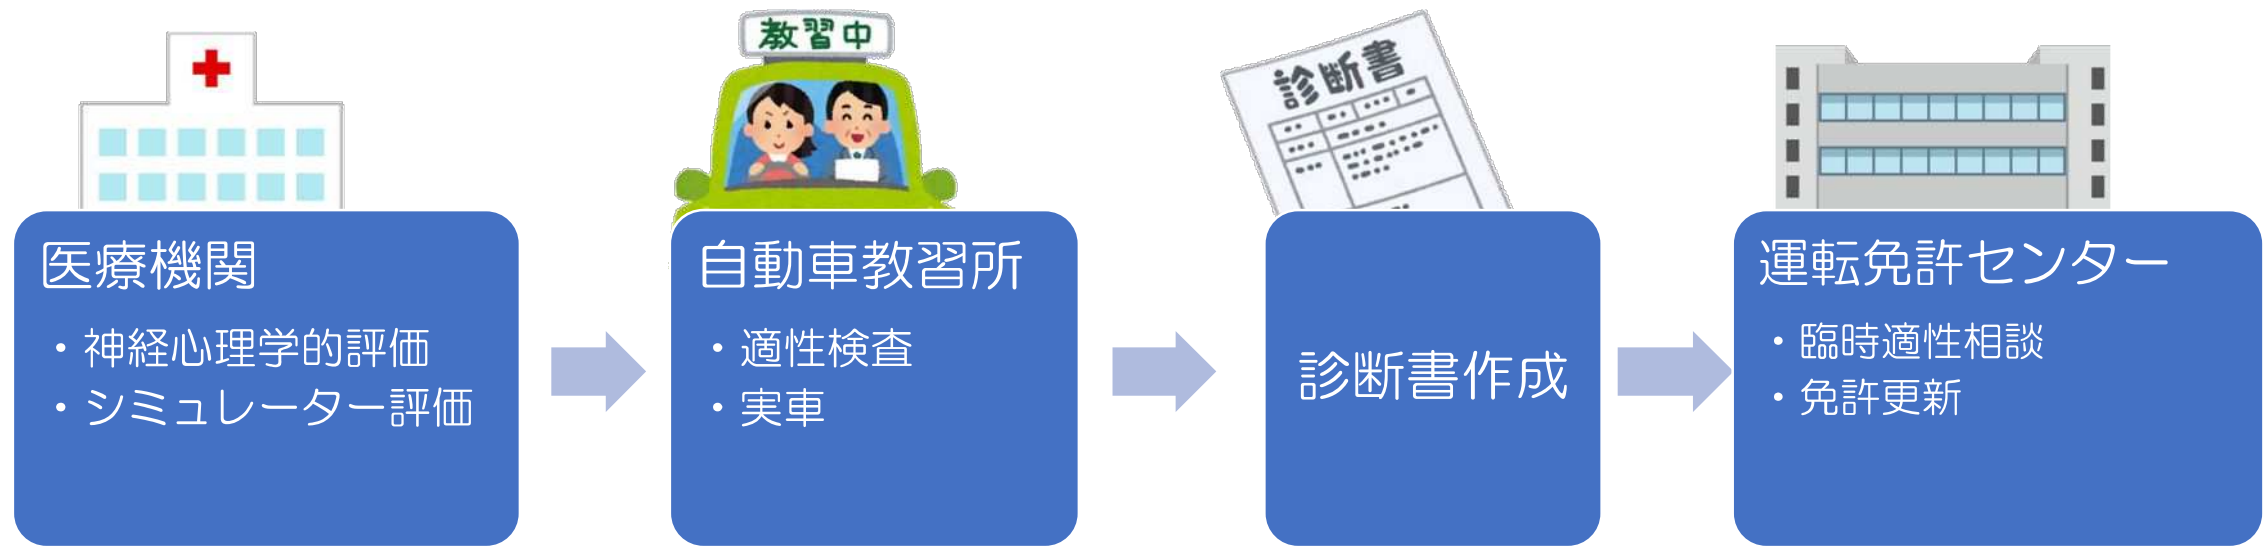 教習中
診断書
医療機関
・神経心理学的評価
・シミュレーター評価
自動車教習所
・適性検査
・実車
診断書作成
運転免許センター
・臨時適性相談
・免許更新